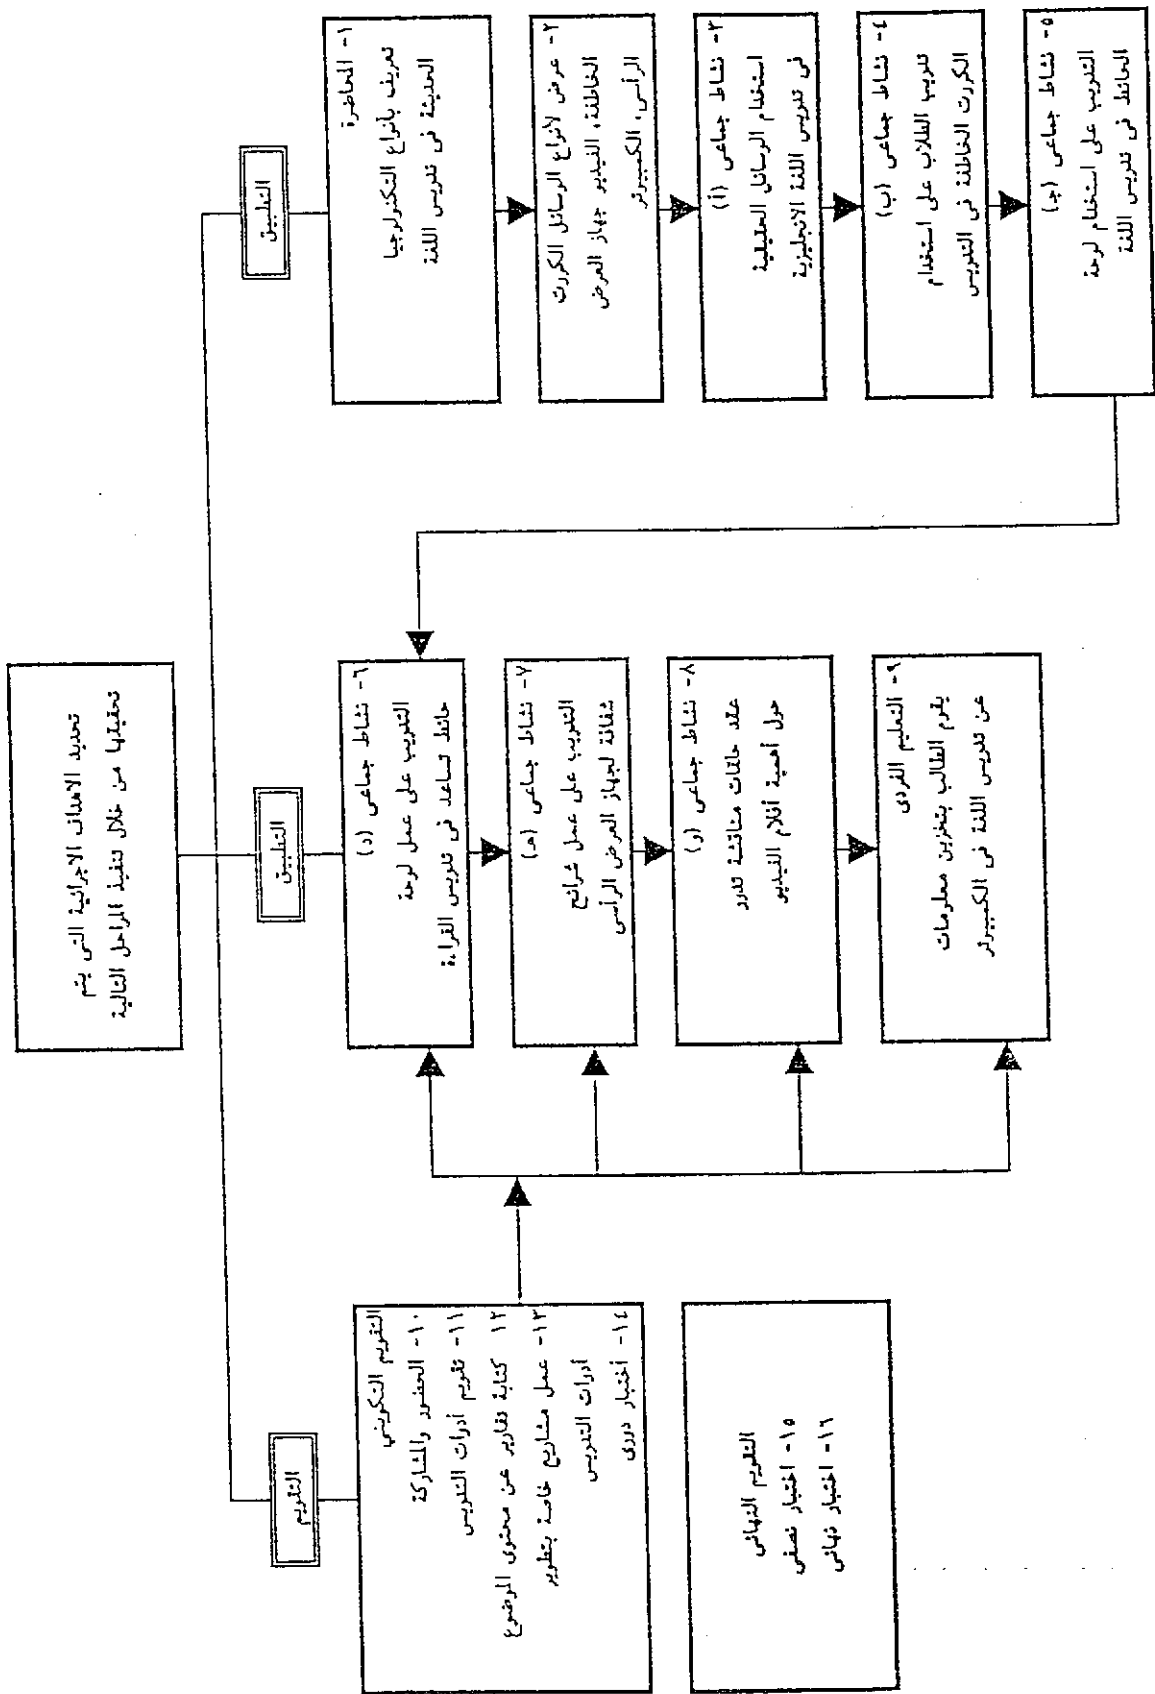 تحديد الاهداف الاجرائية التى يتم
تحقيقها من خلال تنفيذ المراحل التالية
التطبيق
١- المحاضرة
تعريف بأنواع التكنولوجيا
الحديثة فى تدريس اللغة
٢- عرض لأنواع الوسائل الكروت
الخاطفة، الفيديو جهاز العرض
الرأسى، الكمبيوتر
٣- نشاط جماعى (أ)
استخدام الوسائل الحقيقية
فى تدريس اللغة الانجليزية
٤- نشاط جماعى (ب)
تدريب الطلاب على استخدام
الكروت الخاطفة فى التدريس
٥- نشاط جماعى (جـ)
التدريب على استخدام لوحة
الحائط فى تدريس اللغة
التطبيق
٦- نشاط جماعى (د)
التدريب على عمل لوحة
حائط تساعد فى تدريس القراءة
٧- نشاط جماعى (هـ)
التدريب على عمل شرائح
شفافة لجهاز العرض الرأسى
٨- نشاط جماعى (و)
عقد حلقات مناقشة تدور
حول أهمية أفلام الفيديو
٩- التعليم الفردى
يقوم الطالب بتخزين معلومات
عن تدريس اللغة فى الكمبيوتر
التقويم
التقويم التكوينى
١٠- الحضور والمشاركة
١١- تقويم أدوات التدريس
١٢ كتابة تقارير عن محتوى الموضوع
١٣- عمل مشاريع خاصة بتطوير
أدوات التدريس
١٤- أختبار دورى
التقويم النهائى
١٥- اختبار نصفى
١٦- اختبار نهائى